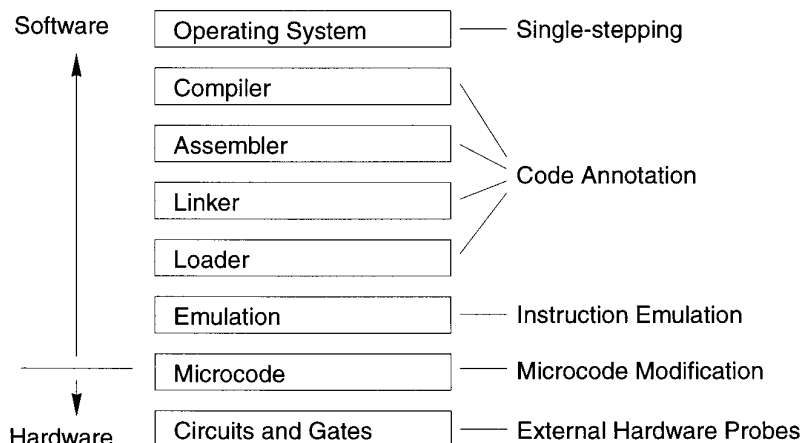 Software
Operating System
Single-stepping
Compiler
Assembler
Code Annotation
Linker
Loader
Emulation
Instruction Emulation
Microcode
Microcode Modification
Hardware
Circuits and Gates
External Hardware Probes